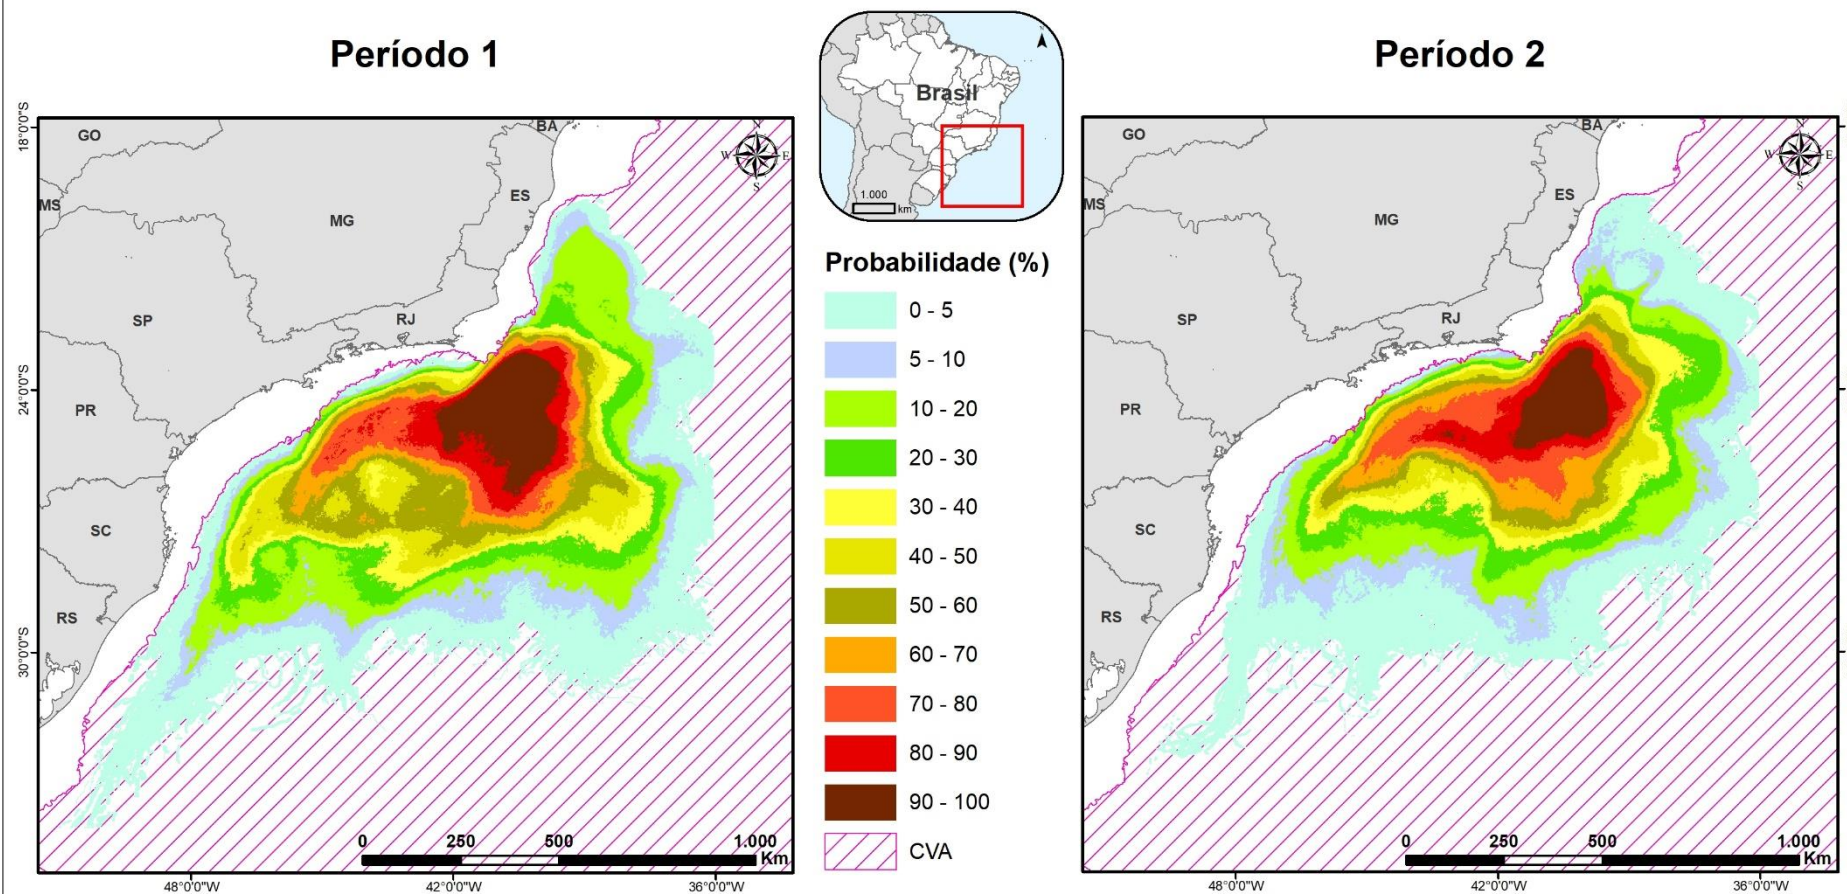 Período 1
Período 2
18°0'0"S
24°0'0"S
30°0'0"S
GO
BA
MS
MG
ES
SP
RJ
PR
SC
RS
N
W
E
S
0
250
500
1.000
Km
48°0'0"W
42°0'0"W
36°0'0"W
Brasil
1.000
km
Probabilidade (%)
0 - 5
5 - 10
10 - 20
20 - 30
30 - 40
40 - 50
50 - 60
60 - 70
70 - 80
80 - 90
90 - 100
CVA
GO
BA
MS
MG
ES
SP
RJ
PR
SC
RS
N
W
E
S
0
250
500
1.000
Km
48°0'0"W
42°0'0"W
36°0'0"W